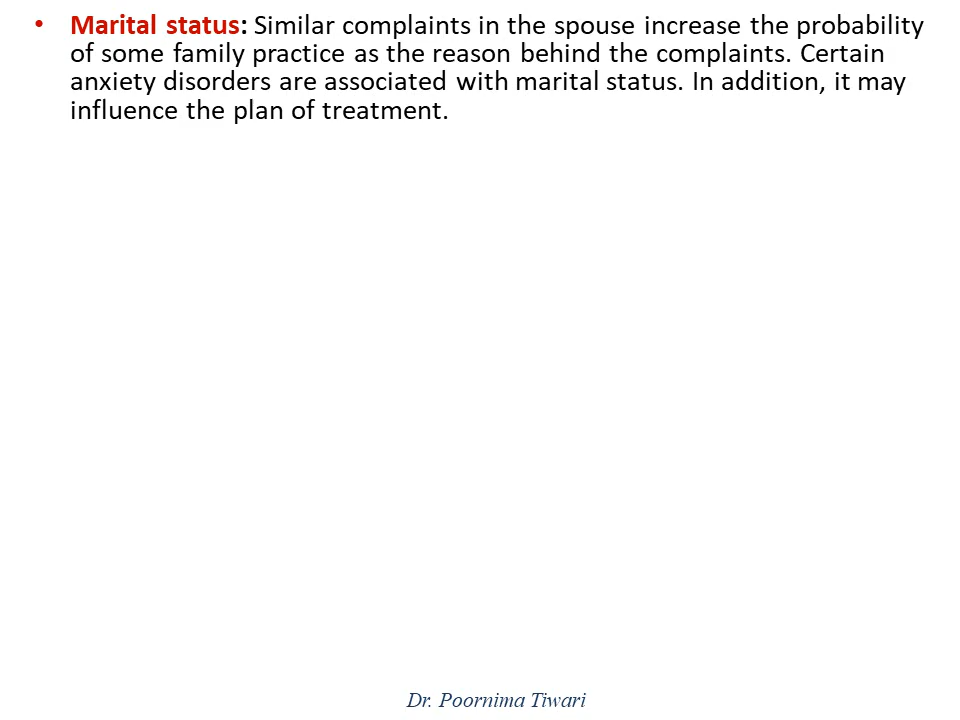 • Marital status: Similar complaints in the spouse increase the probability
of some family practice as the reason behind the complaints. Certain
anxiety disorders are associated with marital status. In addition, it may
influence the plan of treatment.
Dr. Poornima Tiwari